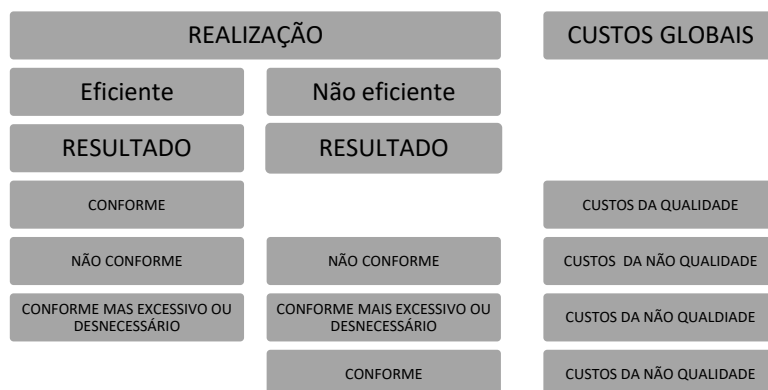 REALIZAÇÃO CUSTOS GLOBAIS
Eficiente Não eficiente
RESULTADO RESULTADO
CONFORME CUSTOS DA QUALIDADE
NÃO CONFORME NÃO CONFORME CUSTOS DA NÃO QUALIDADE
CONFORME MAS EXCESSIVO OU DESNECESSÁRIO CONFORME MAIS EXCESSIVO OU DESNECESSÁRIO CUSTOS DA NÃO QUALDIADE
CONFORME CUSTOS DA NÃO QUALIDADE